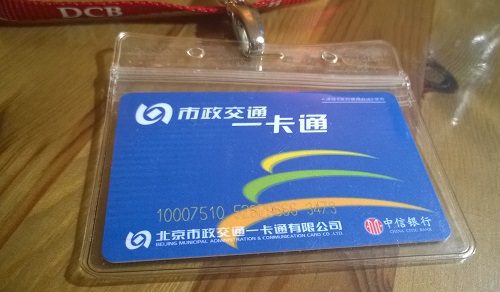 DCB
市政交通
一卡通
北京市政交通一卡通有限公司
BEIJING MUNICIPAL ADMINISTRATION & COMMUNICATION CARD CO.,LTD.
中信银行
CHINA CITIC BANK
10007510